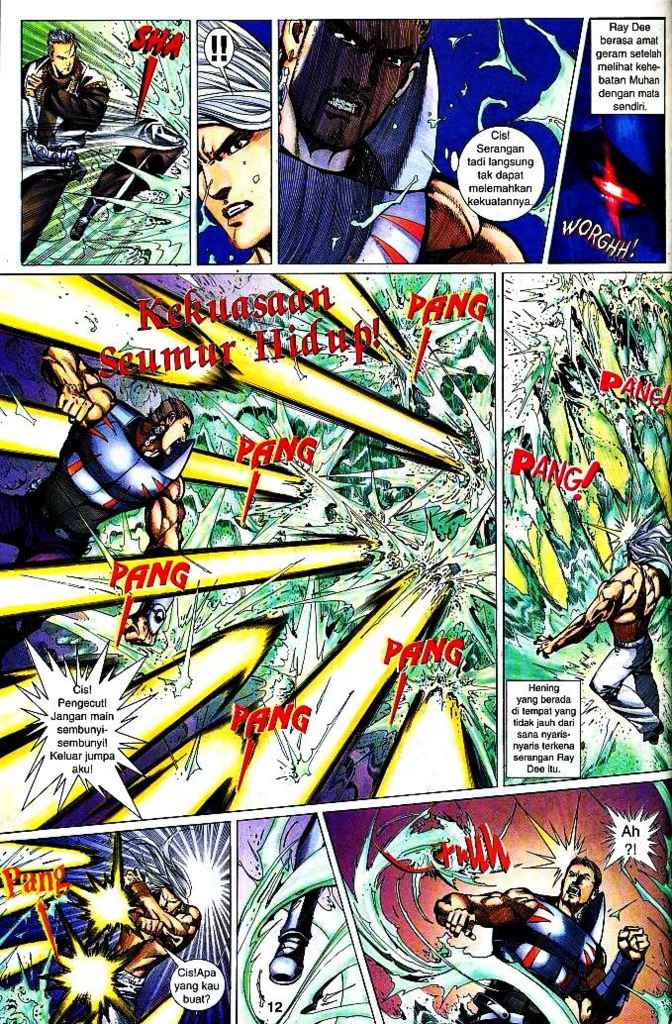 SHA
!!
Cis!
Serangan
tadi langsung
tak dapat
melemahkan
kekuatannya.
Ray Dee
berasa amat
geram setelah
melihat kehe-
batan Muhan
dengan mata
sendiri.
WORGHH!
Kekuasaan
Seumur Hidup!
PANG
PANG
PANG
PANG
PANG
Cis!
Pengecut!
Jangan main
sembunyi-
sembunyi!
Keluar jumpa
aku!
PANG!
PANG!
Hening
yang berada
di tempat yang
tidak jauh dari
sana nyaris-
nyaris terkena
serangan Ray
Dee itu.
Pang
Cis!Apa
yang kau
buat?
12
Ah
?!